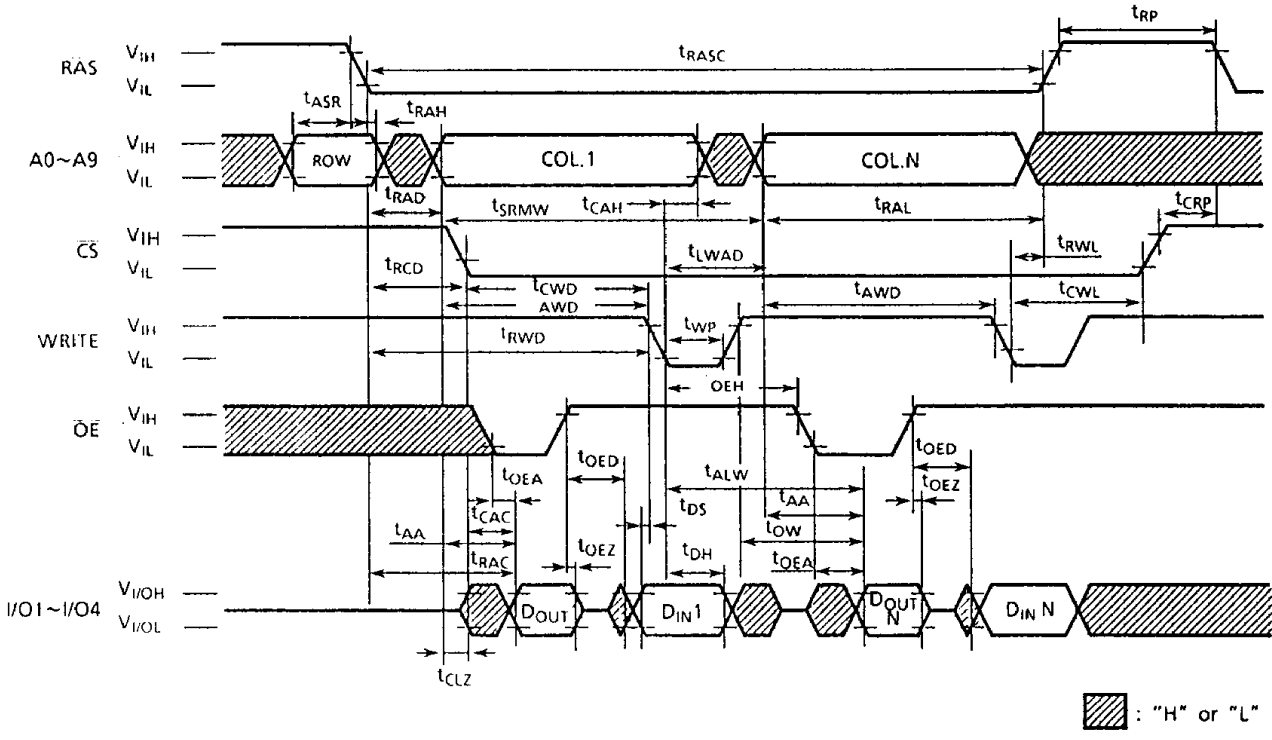 tRP
VIH
RAS
VIL
tRASC
tASR
tRAH
VIH
A0~A9
VIL
ROW
COL.1
COL.N
tRAD
tSRMW
tCAH
tRAL
tCRP
VIH
CS
VIL
tRCD
tCWD
tLWAD
tRWL
AWD
tAWD
tCWL
VIH
WRITE
VIL
tRWD
tWP
OEH
VIH
OE
VIL
tOEA
tOED
tALW
tOED
tOEZ
tCAC
tDS
tAA
tAA
tOW
tRAC
tOEZ
tDH
tOEA
VI/OH
I/O1~I/O4
VI/OL
DOUT
DIN 1
DOUT
N
DIN N
tCLZ
: "H" or "L"